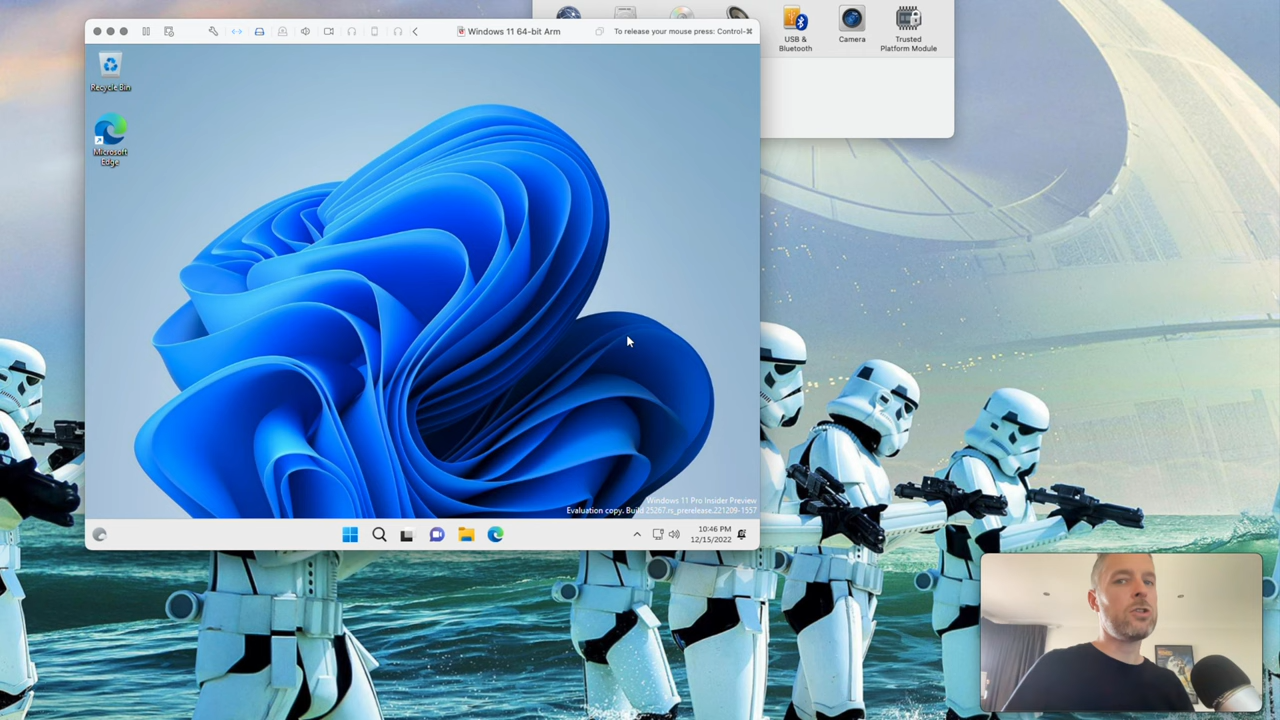 Windows 11 64-bit Arm
To release your mouse press: Control-⌘
USB &
Bluetooth
Camera
Trusted
Platform Module
Recycle Bin
Microsoft
Edge
Windows 11 Pro Insider Preview
Evaluation copy. Build 25267.rs_prerelease.221209-1557
10:46 PM
12/15/2022